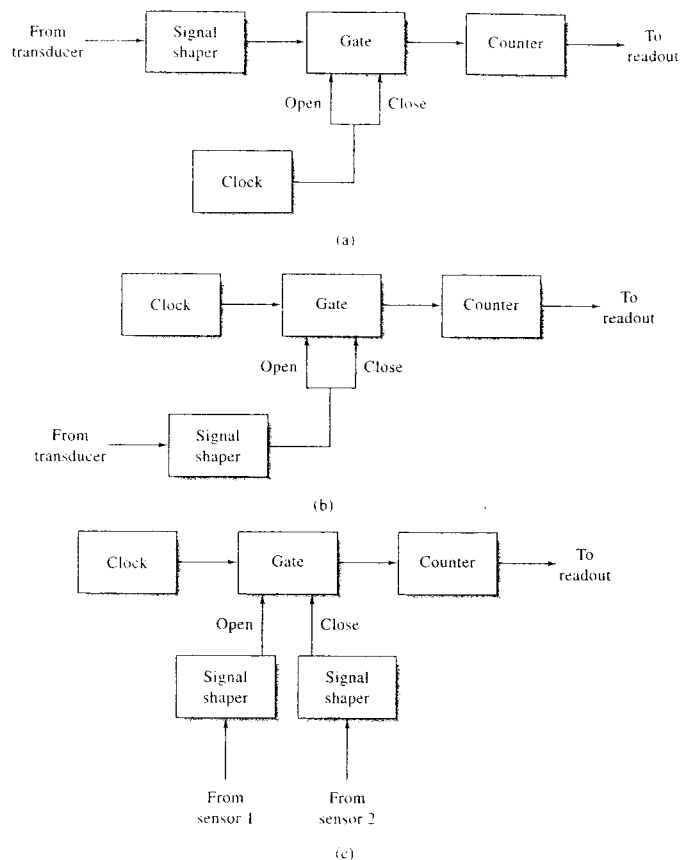 From
transducer
Signal
shaper
Gate
Counter
To
readout
Open
Close
Clock
(a)
Clock
Gate
Counter
To
readout
Open
Close
From
transducer
Signal
shaper
(b)
Clock
Gate
Counter
To
readout
Open
Close
Signal
shaper
Signal
shaper
From
sensor 1
From
sensor 2
(c)